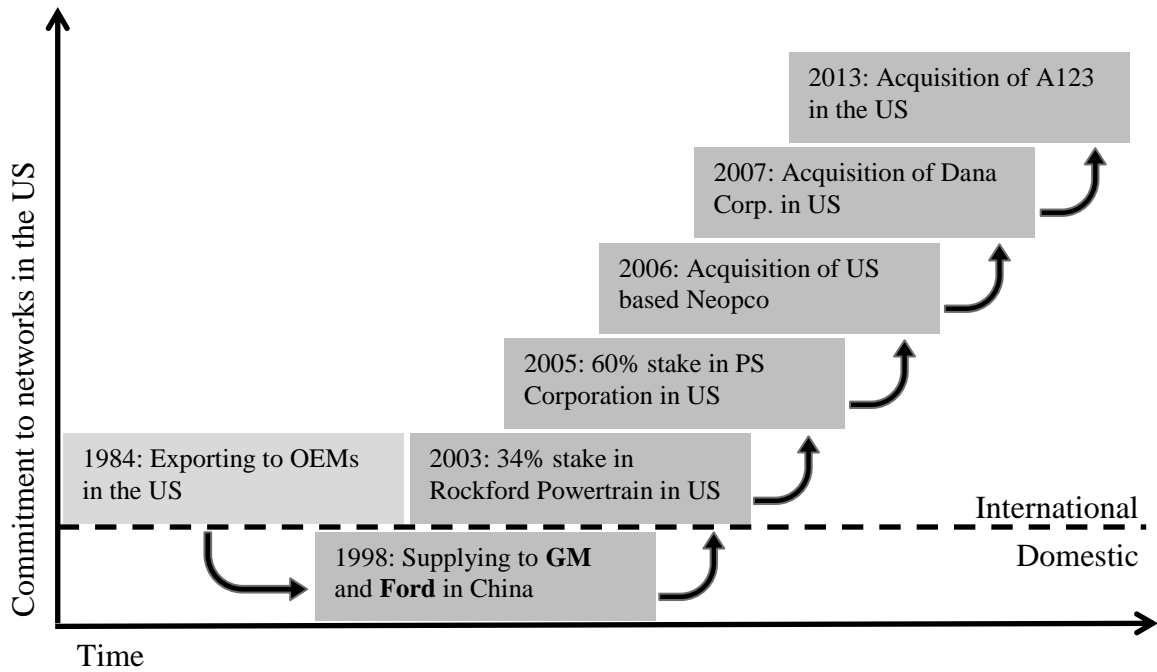 Commitment to networks in the US
2013: Acquisition of A123
in the US
2007: Acquisition of Dana
Corp. in US
2006: Acquisition of US
based Neopco
2005: 60% stake in PS
Corporation in US
1984: Exporting to OEMs
in the US
2003: 34% stake in
Rockford Powertrain in US
International
Domestic
1998: Supplying to GM
and Ford in China
Time